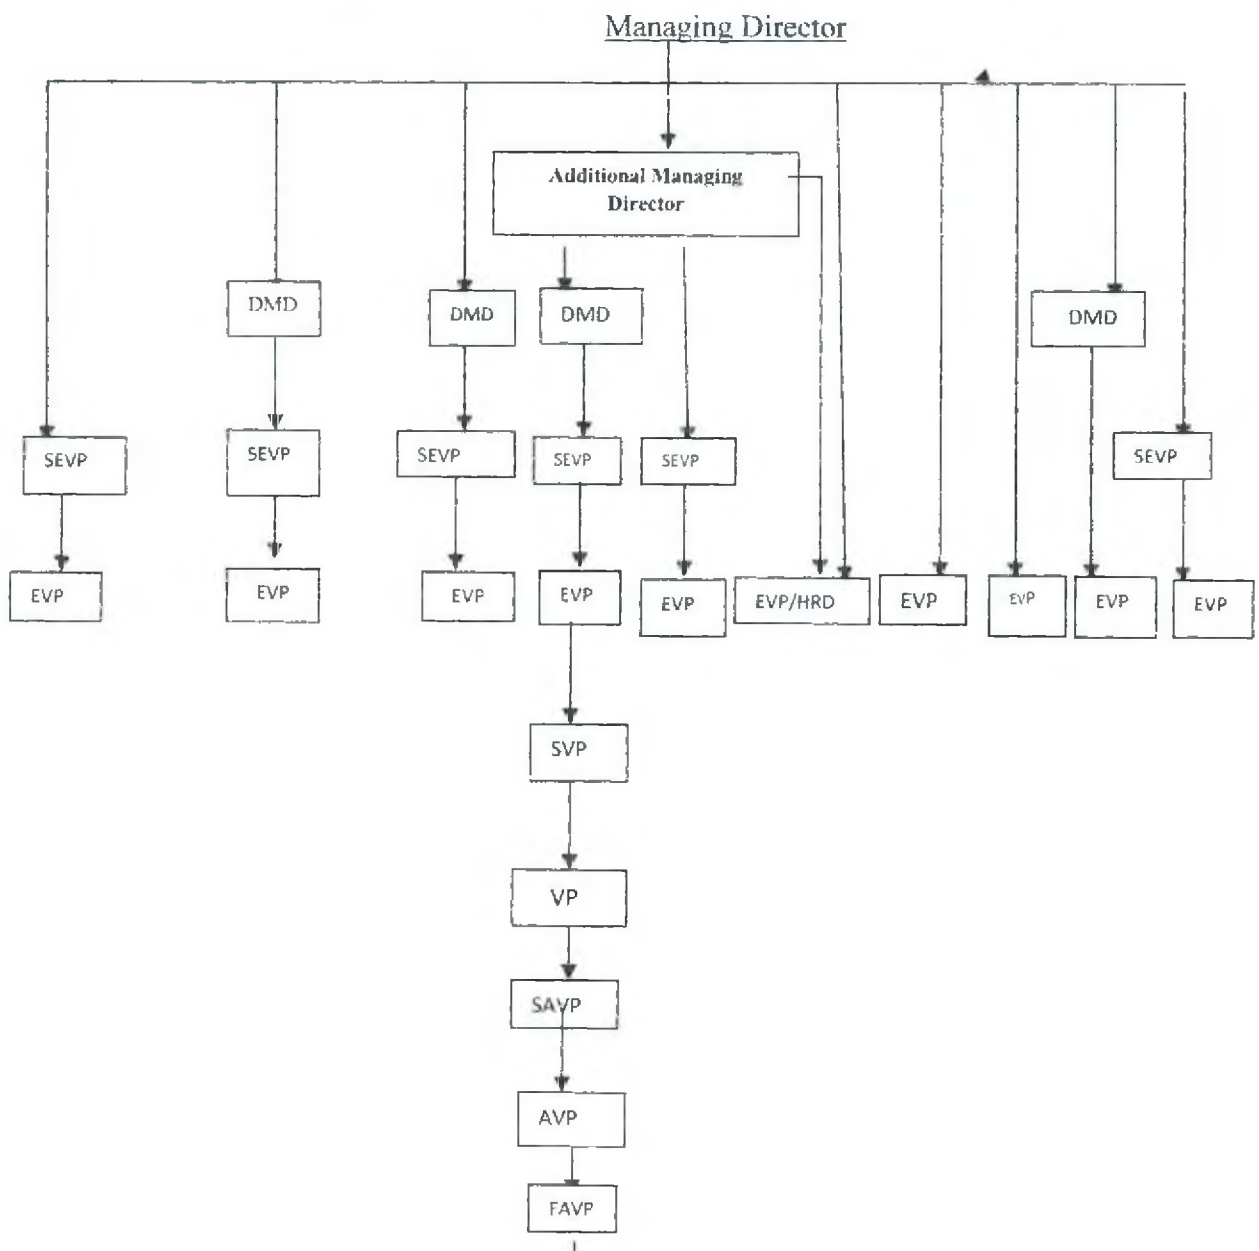 Managing Director
Additional Managing
Director
DMD
DMD
DMD
DMD
SEVP
SEVP
SEVP
SEVP
SEVP
SEVP
EVP
EVP
EVP
EVP
EVP
EVP/HRD
EVP
EVP
EVP
EVP
SVP
VP
SAVP
AVP
FAVP